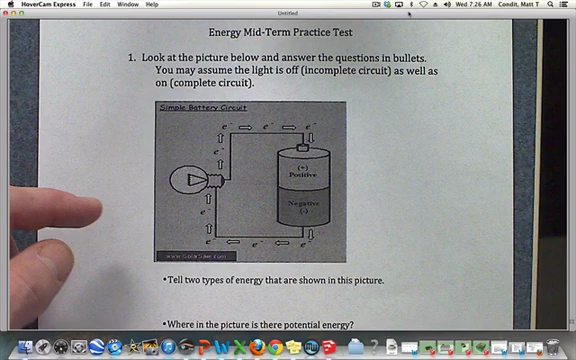 HoverCam Express File Edit Window Help Wed 7:26 AM Condit, Matt T
Untitled
Energy Mid-Term Practice Test
1. Look at the picture below and answer the questions in bullets.
You may assume the light is off (incomplete circuit) as well as
on (complete circuit).
Simple Battery Circuit
e⁻ e⁻ e⁻
e⁻
(+)
Positive
Negative
(-)
e⁻
e⁻ e⁻ e⁻
•Tell two types of energy that are shown in this picture.
•Where in the picture is there potential energy?